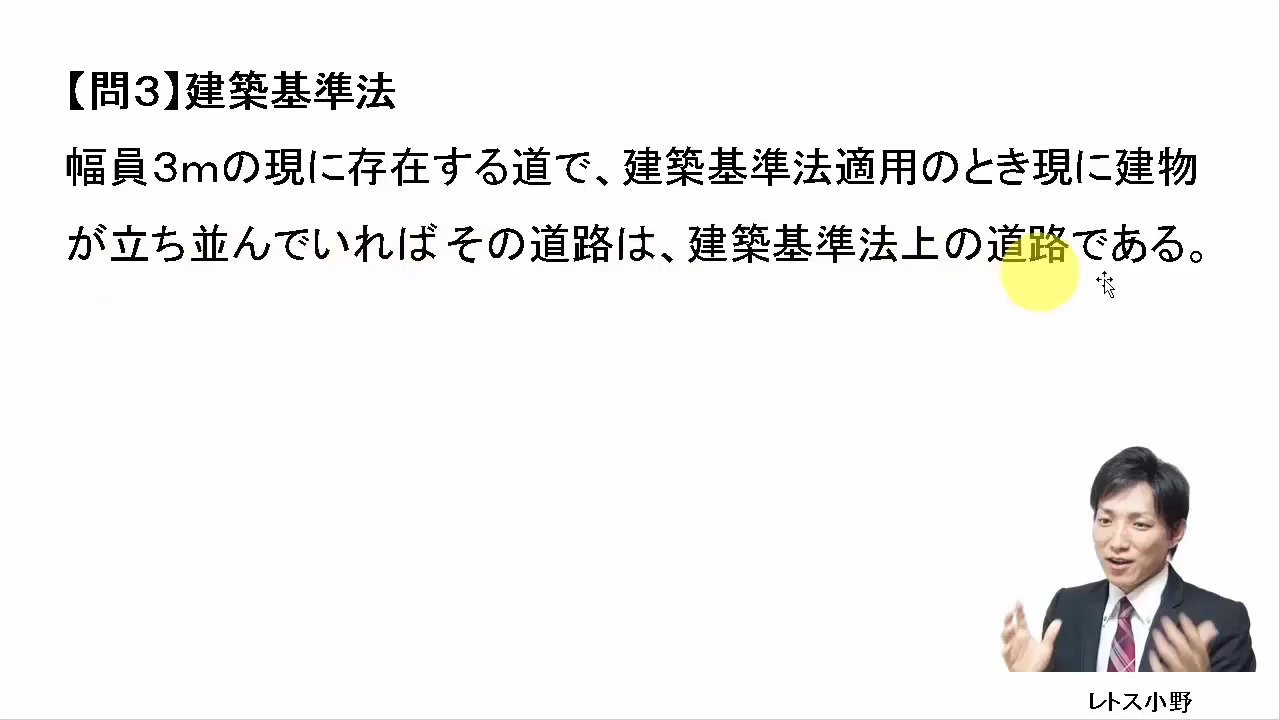 【問３】建築基準法
幅員３ｍの現に存在する道で、建築基準法適用のとき現に建物
が立ち並んでいればその道路は、建築基準法上の道路である。
レトス小野